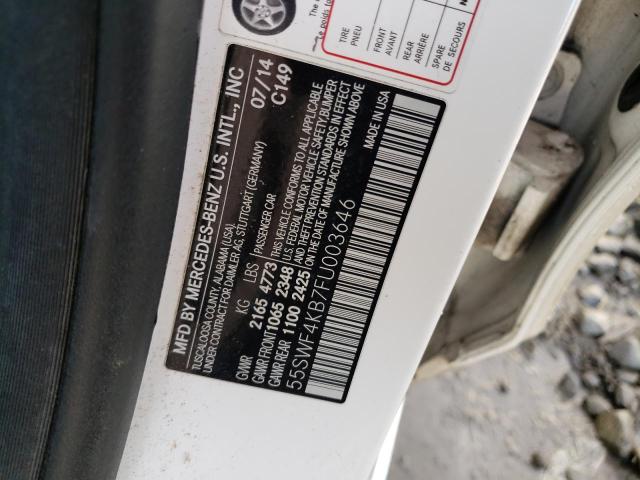 MFD BY MERCEDES-BENZ U.S. INTL., INC
TUSCALOOSA COUNTY, ALABAMA (USA)
UNDER CONTRACT FOR DAIMLER AG, STUTTGART (GERMANY)
07/14
C149
KG LBS
GVWR 2165 4773
GAWR FRONT 1065 2348
GAWR REAR 1100 2425
PASSENGER CAR
THIS VEHICLE CONFORMS TO ALL APPLICABLE
U.S. FEDERAL MOTOR VEHICLE SAFETY, BUMPER
AND THEFT PREVENTION STANDARDS IN EFFECT
ON THE DATE OF MANUFACTURE SHOWN ABOVE
55SWF4KB7FU003646
MADE IN USA
TIRE
PNEU
FRONT
AVANT
REAR
ARRIÈRE
SPARE
DE SECOURS